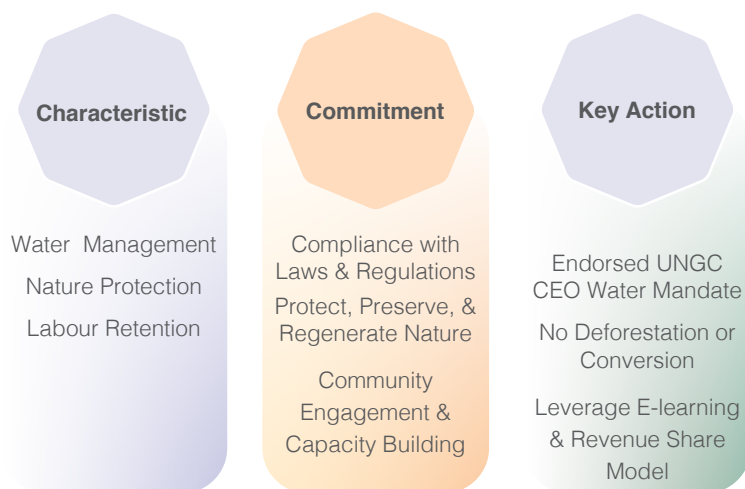 Characteristic
Water Management
Nature Protection
Labour Retention
Commitment
Compliance with
Laws & Regulations
Protect, Preserve, &
Regenerate Nature
Community
Engagement &
Capacity Building
Key Action
Endorsed UNGC
CEO Water Mandate
No Deforestation or
Conversion
Leverage E-learning
& Revenue Share
Model